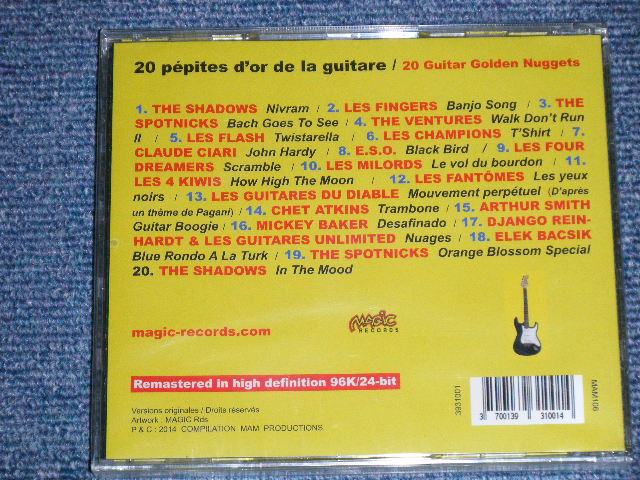 20 pépites d'or de la guitare / 20 Guitar Golden Nuggets
1. THE SHADOWS Nivram / 2. LES FINGERS Banjo Song / 3. THE
SPOTNICKS Bach Goes To See / 4. THE VENTURES Walk Don't Run
II / 5. LES FLASH Twistarella / 6. LES CHAMPIONS T'Shirt / 7.
CLAUDE CIARI John Hardy / 8. E.S.O. Black Bird / 9. LES FOUR
DREAMERS Scramble / 10. LES MILORDS Le vol du bourdon / 11.
LES 4 KIWIS How High The Moon / 12. LES FANTÔMES Les yeux
noirs / 13. LES GUITARES DU DIABLE Mouvement perpétuel (D'après
un thème de Pagani) / 14. CHET ATKINS Trambone / 15. ARTHUR SMITH
Guitar Boogie / 16. MICKEY BAKER Desafinado / 17. DJANGO REIN-
HARDT & LES GUITARES UNLIMITED Nuages / 18. ELEK BACSIK
Blue Rondo A La Turk / 19. THE SPOTNICKS Orange Blossom Special
20. THE SHADOWS In The Mood
magic-records.com
MAGIC
RECORDS
Remastered in high definition 96K/24-bit
Versions originales / Droits réservés
Artwork : MAGIC Rds
P & C : 2014 COMPILATION MAM PRODUCTIONS
3931001
3 700139 310014
MAM106